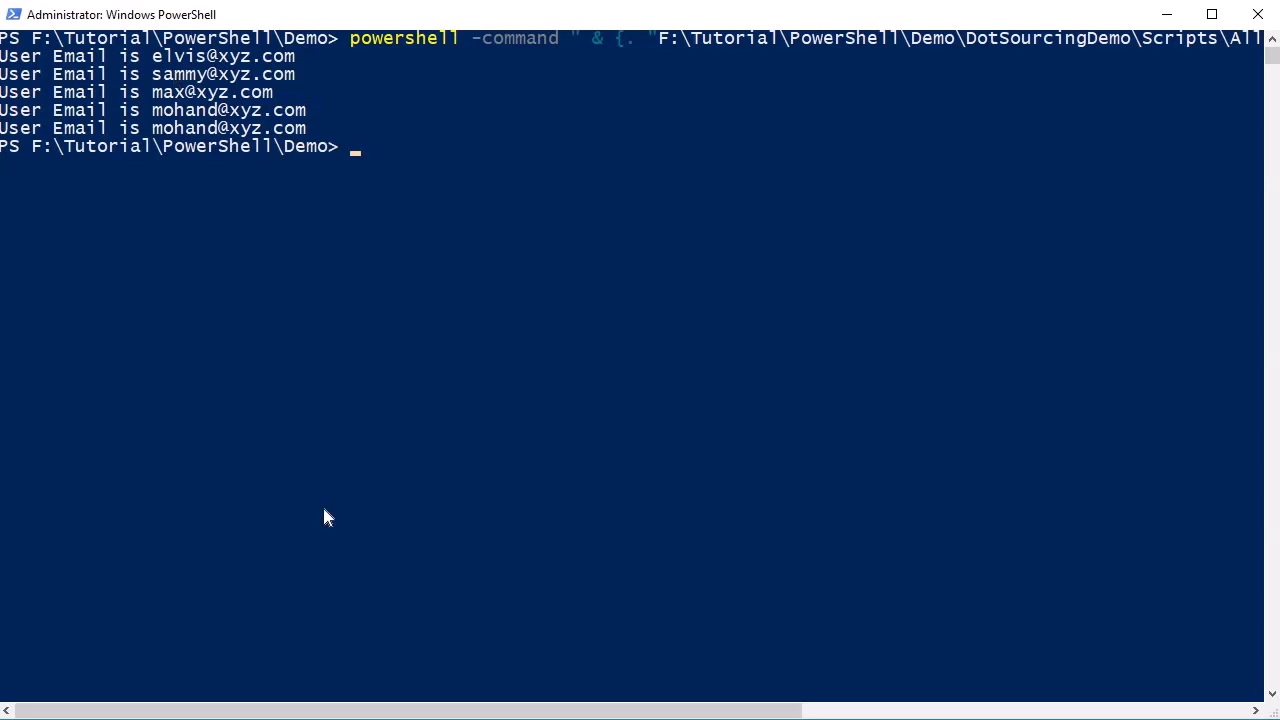 Administrator: Windows PowerShell
PS F:\Tutorial\PowerShell\Demo> powershell -command " & {. "F:\Tutorial\PowerShell\Demo\DotSourcingDemo\Scripts\All
User Email is elvis@xyz.com
User Email is sammy@xyz.com
User Email is max@xyz.com
User Email is mohand@xyz.com
User Email is mohand@xyz.com
PS F:\Tutorial\PowerShell\Demo>